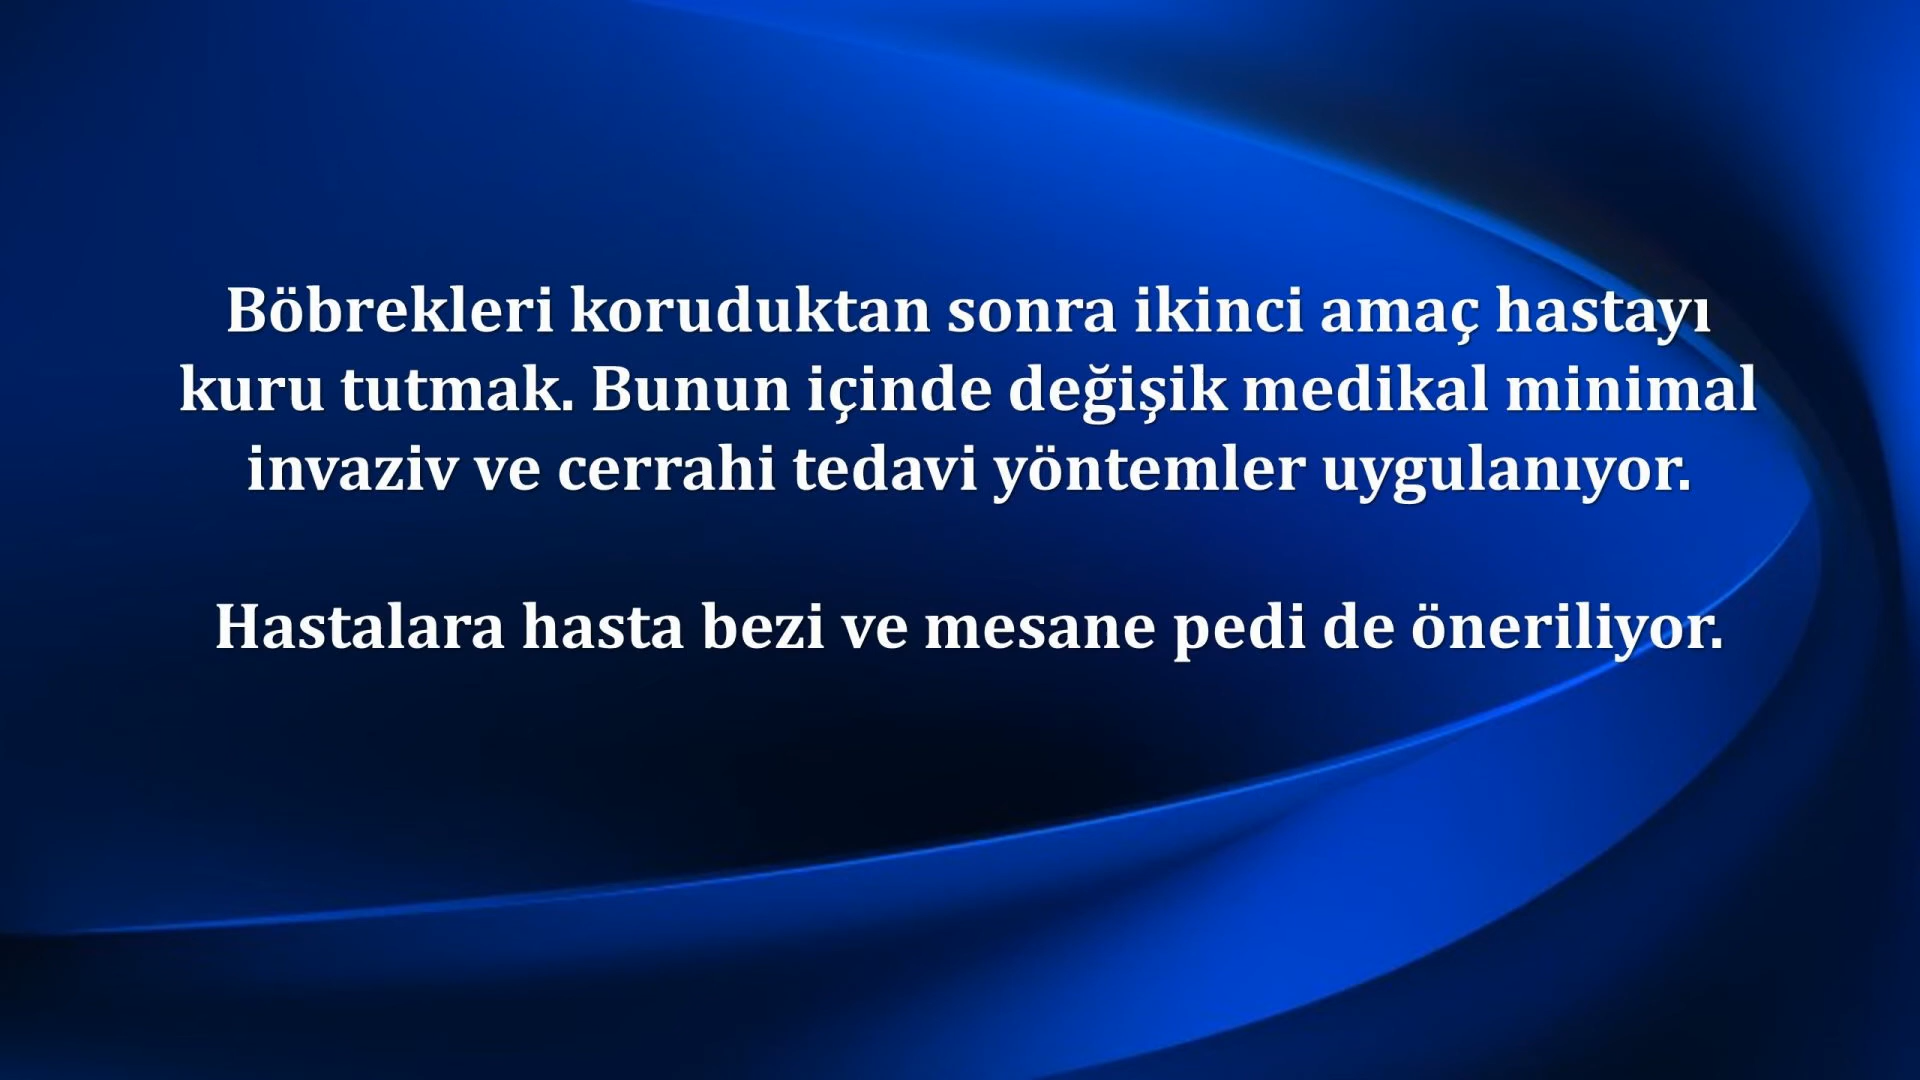 Böbrekleri koruduktan sonra ikinci amaç hastayı
kuru tutmak. Bunun içinde değişik medikal minimal
invaziv ve cerrahi tedavi yöntemler uygulanıyor.
Hastalara hasta bezi ve mesane pedi de öneriliyor.